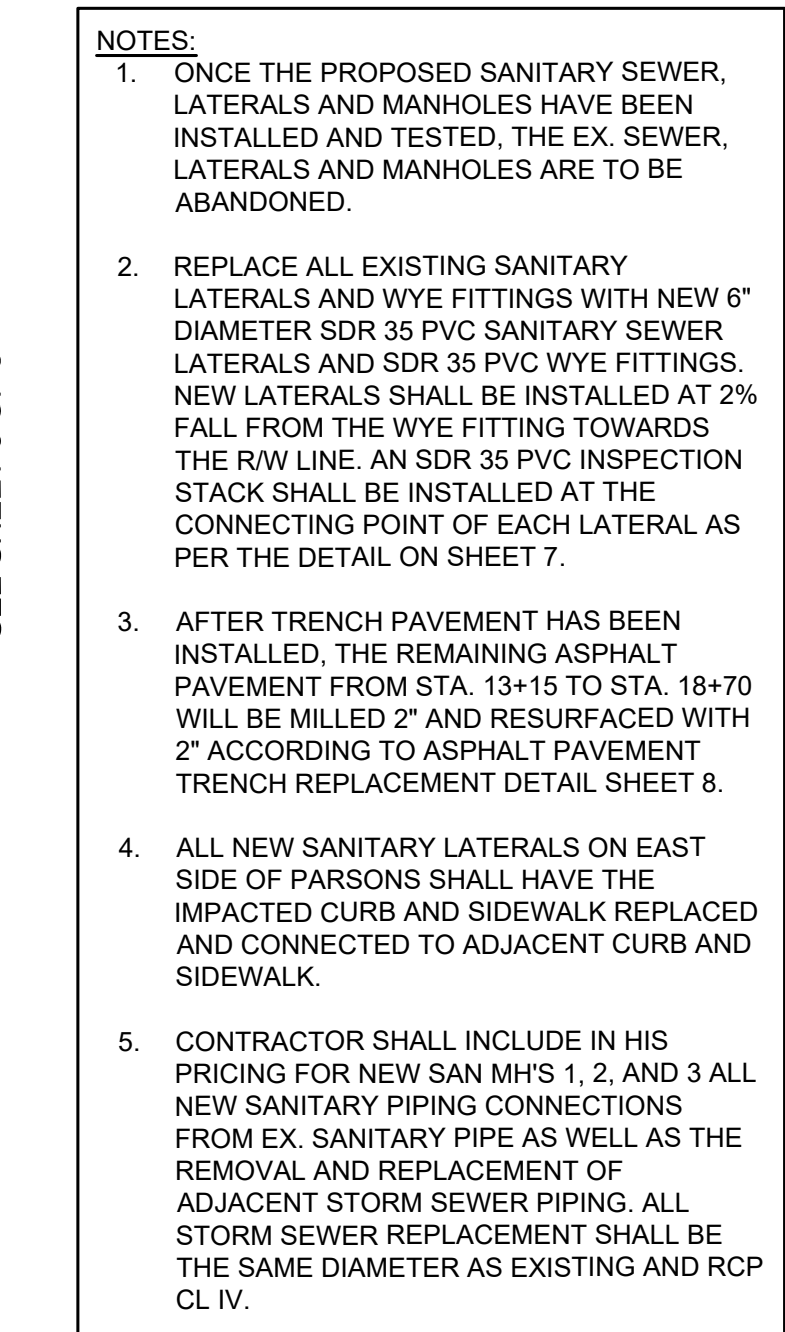 NOTES:
1. ONCE THE PROPOSED SANITARY SEWER,
LATERALS AND MANHOLES HAVE BEEN
INSTALLED AND TESTED, THE EX. SEWER,
LATERALS AND MANHOLES ARE TO BE
ABANDONED.
2. REPLACE ALL EXISTING SANITARY
LATERALS AND WYE FITTINGS WITH NEW 6"
DIAMETER SDR 35 PVC SANITARY SEWER
LATERALS AND SDR 35 PVC WYE FITTINGS.
NEW LATERALS SHALL BE INSTALLED AT 2%
FALL FROM THE WYE FITTING TOWARDS
THE R/W LINE. AN SDR 35 PVC INSPECTION
STACK SHALL BE INSTALLED AT THE
CONNECTING POINT OF EACH LATERAL AS
PER THE DETAIL ON SHEET 7.
3. AFTER TRENCH PAVEMENT HAS BEEN
INSTALLED, THE REMAINING ASPHALT
PAVEMENT FROM STA. 13+15 TO STA. 18+70
WILL BE MILLED 2" AND RESURFACED WITH
2" ACCORDING TO ASPHALT PAVEMENT
TRENCH REPLACEMENT DETAIL SHEET 8.
4. ALL NEW SANITARY LATERALS ON EAST
SIDE OF PARSONS SHALL HAVE THE
IMPACTED CURB AND SIDEWALK REPLACED
AND CONNECTED TO ADJACENT CURB AND
SIDEWALK.
5. CONTRACTOR SHALL INCLUDE IN HIS
PRICING FOR NEW SAN MH'S 1, 2, AND 3 ALL
NEW SANITARY PIPING CONNECTIONS
FROM EX. SANITARY PIPE AS WELL AS THE
REMOVAL AND REPLACEMENT OF
ADJACENT STORM SEWER PIPING. ALL
STORM SEWER REPLACEMENT SHALL BE
THE SAME DIAMETER AS EXISTING AND RCP
CL IV.